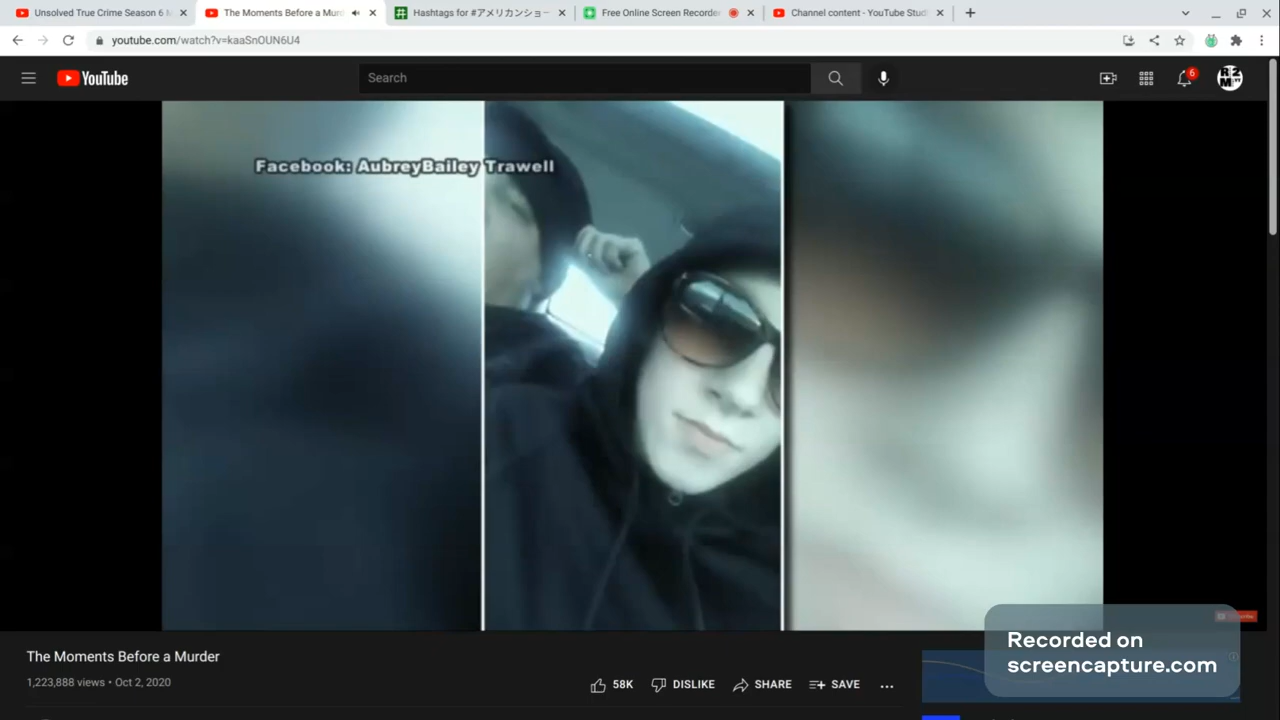 Unsolved True Crime Season 6 M
The Moments Before a Mur
Hashtags for #アメリカンショー
Free Online Screen Recorder
Channel content - YouTube Stud
youtube.com/watch?v=kaaSnOUN6U4
YouTube
Search
6
Facebook: AubreyBailey Trawell
The Moments Before a Murder
1,223,888 views • Oct 2, 2020
58K
DISLIKE
SHARE
SAVE
Recorded on
screencapture.com